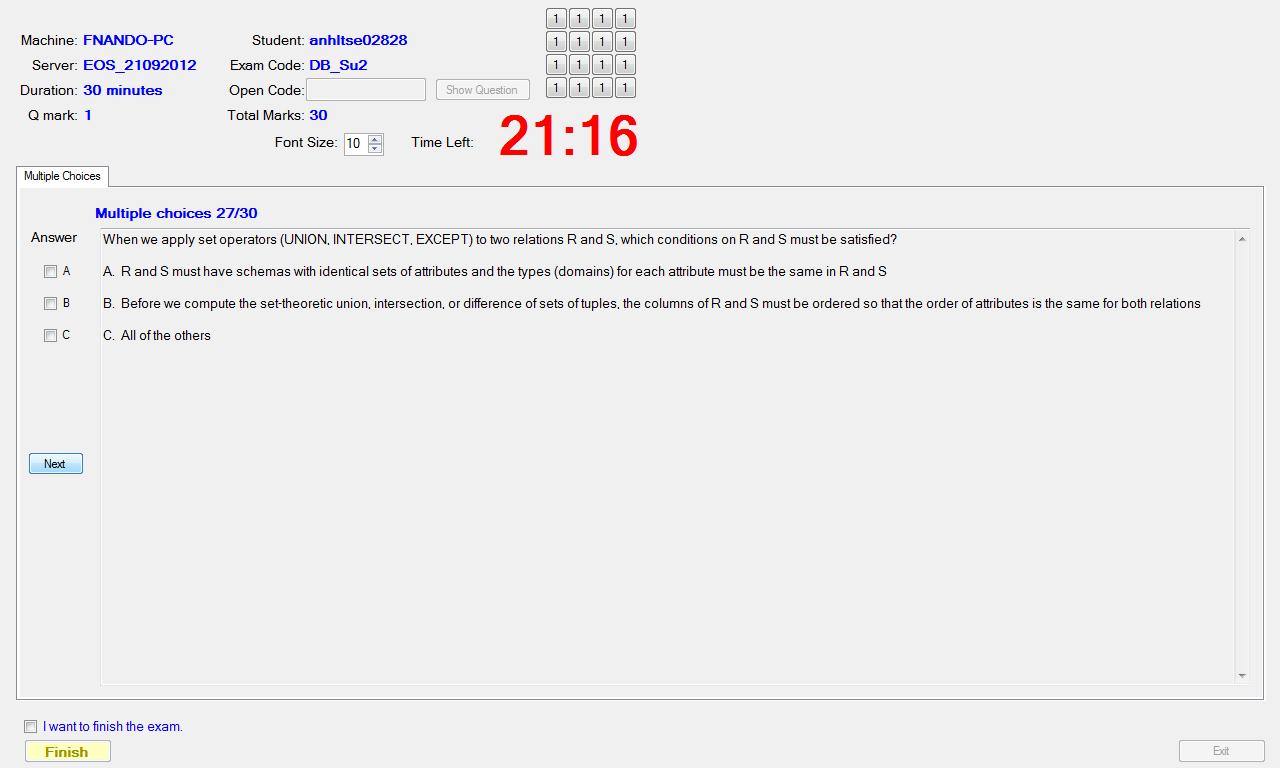 Machine: FNANDO-PC Student: anhltse02828
Server: EOS_21092012 Exam Code: DB_Su2
Duration: 30 minutes Open Code: Show Question
Q mark: 1 Total Marks: 30
Font Size: 10 Time Left: 21:16
1 1 1 1
1 1 1 1
1 1 1 1
1 1 1 1
Multiple Choices
Multiple choices 27/30
Answer
When we apply set operators (UNION, INTERSECT, EXCEPT) to two relations R and S, which conditions on R and S must be satisfied?
A A. R and S must have schemas with identical sets of attributes and the types (domains) for each attribute must be the same in R and S
B B. Before we compute the set-theoretic union, intersection, or difference of sets of tuples, the columns of R and S must be ordered so that the order of attributes is the same for both relations
C C. All of the others
Next
I want to finish the exam.
Finish Exit